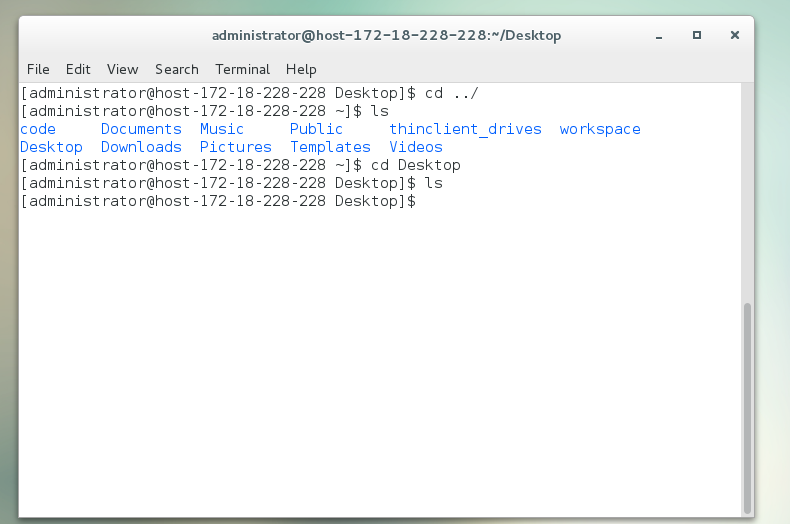 administrator@host-172-18-228-228:~/Desktop
File Edit View Search Terminal Help
[administrator@host-172-18-228-228 Desktop]$ cd ../
[administrator@host-172-18-228-228 ~]$ ls
code     Documents  Music     Public     thinclient_drives  workspace
Desktop  Downloads  Pictures  Templates  Videos
[administrator@host-172-18-228-228 ~]$ cd Desktop
[administrator@host-172-18-228-228 Desktop]$ ls
[administrator@host-172-18-228-228 Desktop]$